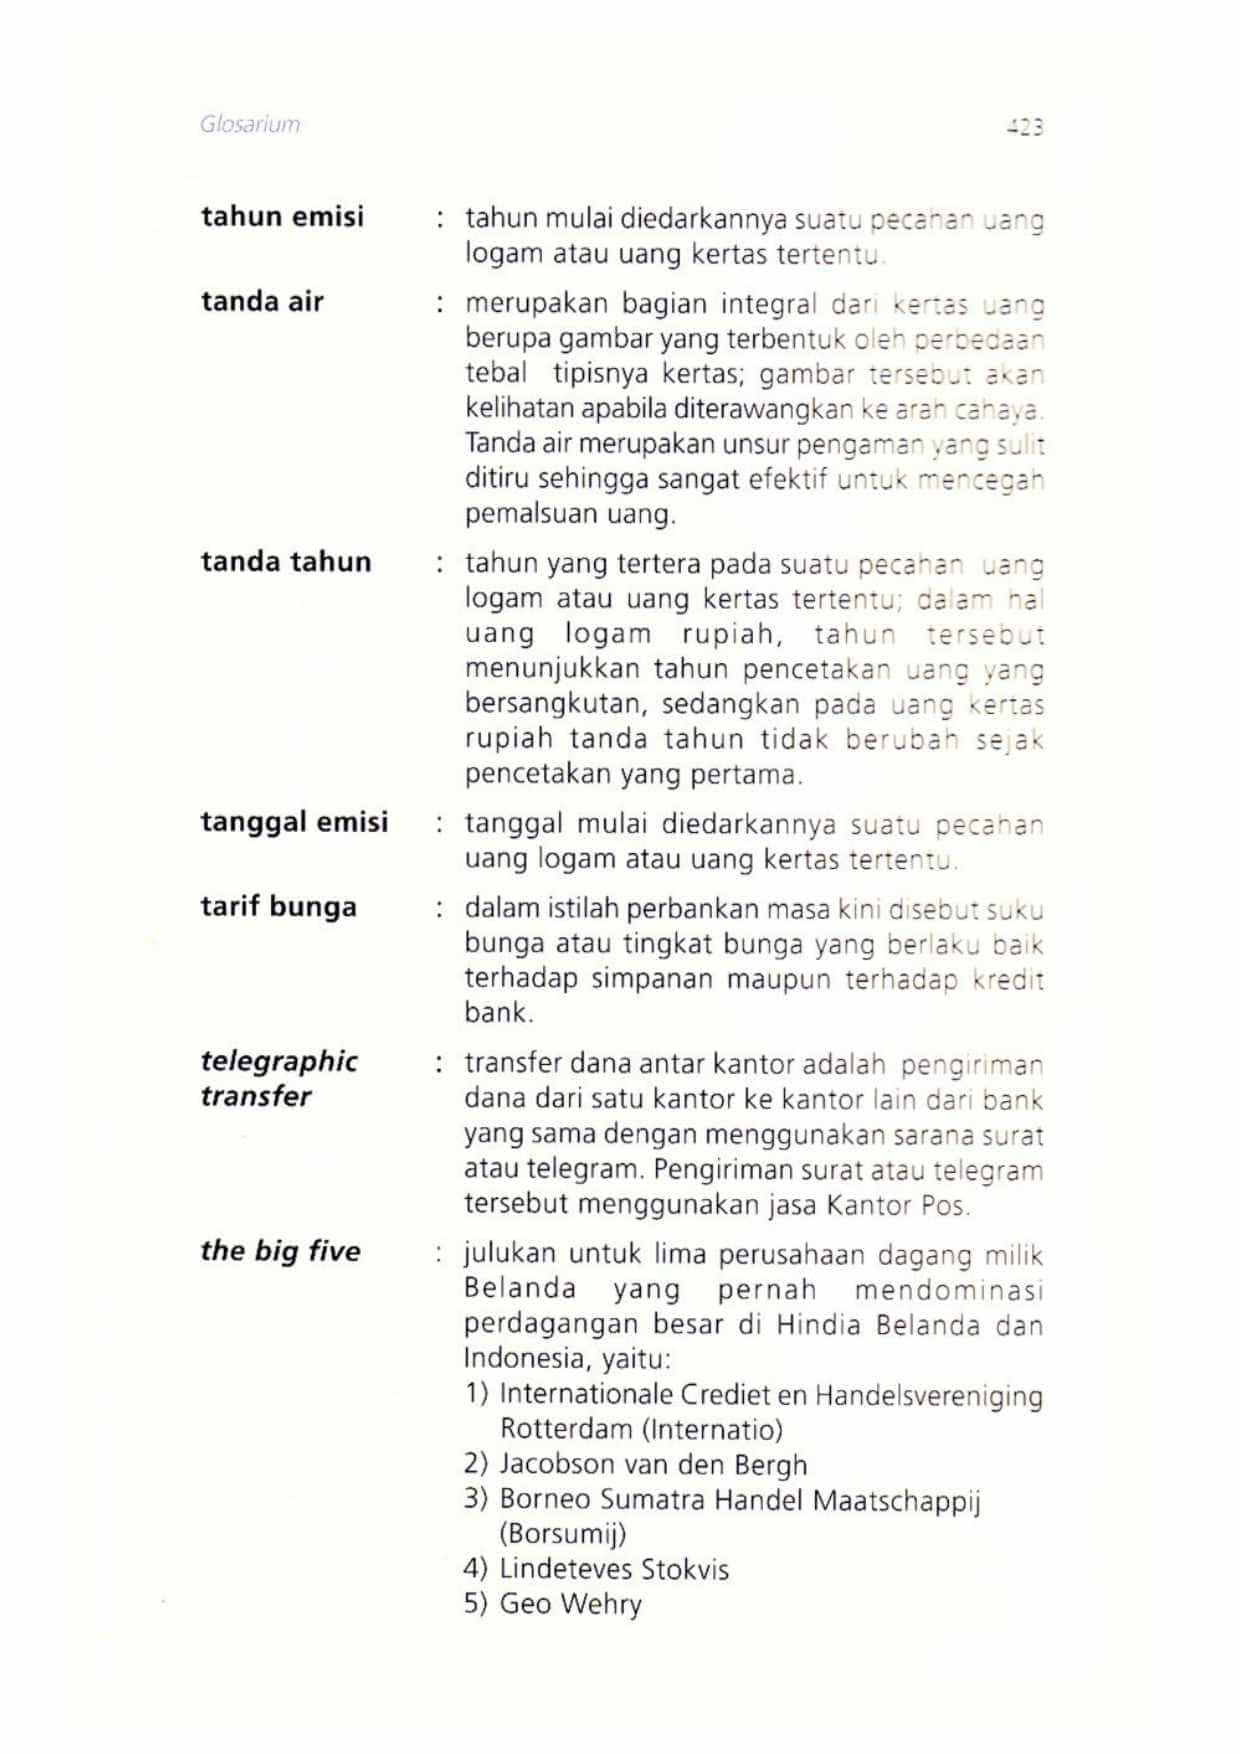 Glosarium 423
tahun emisi : tahun mulai diedarkannya suatu pecahan uang
logam atau uang kertas tertentu.
tanda air : merupakan bagian integral dari kertas uang
berupa gambar yang terbentuk oleh perbedaan
tebal tipisnya kertas; gambar tersebut akan
kelihatan apabila diterawangkan ke arah cahaya.
Tanda air merupakan unsur pengaman yang sulit
ditiru sehingga sangat efektif untuk mencegah
pemalsuan uang.
tanda tahun : tahun yang tertera pada suatu pecahan uang
logam atau uang kertas tertentu; dalam hal
uang logam rupiah, tahun tersebut
menunjukkan tahun pencetakan uang yang
bersangkutan, sedangkan pada uang kertas
rupiah tanda tahun tidak berubah sejak
pencetakan yang pertama.
tanggal emisi : tanggal mulai diedarkannya suatu pecahan
uang logam atau uang kertas tertentu.
tarif bunga : dalam istilah perbankan masa kini disebut suku
bunga atau tingkat bunga yang berlaku baik
terhadap simpanan maupun terhadap kredit
bank.
telegraphic : transfer dana antar kantor adalah pengiriman
transfer dana dari satu kantor ke kantor lain dari bank
yang sama dengan menggunakan sarana surat
atau telegram. Pengiriman surat atau telegram
tersebut menggunakan jasa Kantor Pos.
the big five : julukan untuk lima perusahaan dagang milik
Belanda yang pernah mendominasi
perdagangan besar di Hindia Belanda dan
Indonesia, yaitu:
1) Internationale Crediet en Handelsvereniging
Rotterdam (Internatio)
2) Jacobson van den Bergh
3) Borneo Sumatra Handel Maatschappij
(Borsumij)
4) Lindeteves Stokvis
5) Geo Wehry